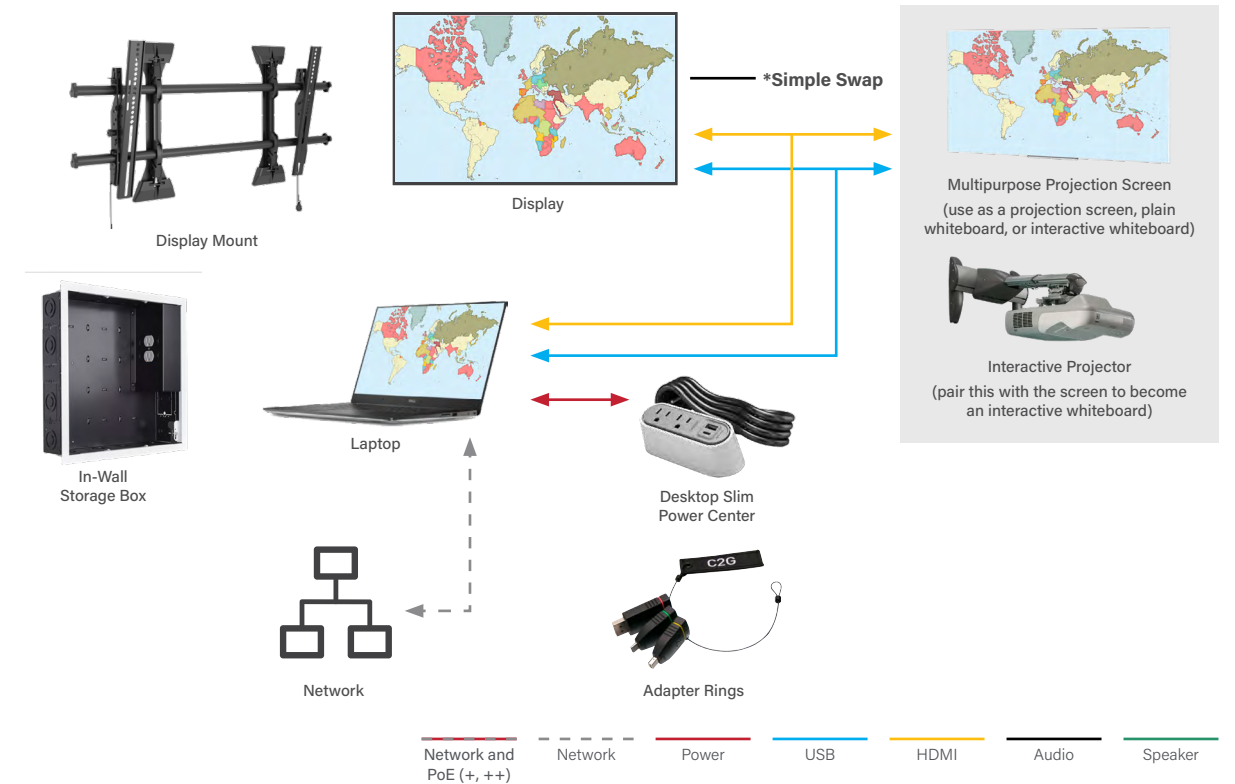 *Simple Swap
Display
Display Mount
Multipurpose Projection Screen
(use as a projection screen, plain
whiteboard, or interactive whiteboard)
Interactive Projector
(pair this with the screen to become
an interactive whiteboard)
In-Wall
Storage Box
Laptop
Desktop Slim
Power Center
C2G
Network
Adapter Rings
Network and
PoE (+, ++)
Network
Power
USB
HDMI
Audio
Speaker